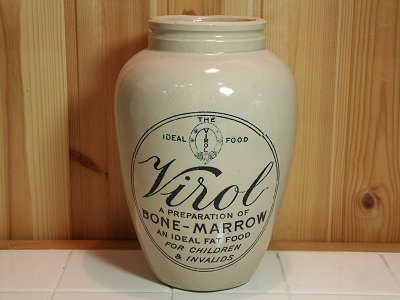 THE
IDEAL VIROL FOOD
Virol
A PREPARATION OF
BONE-MARROW
AN IDEAL FAT FOOD
FOR CHILDREN
& INVALIDS